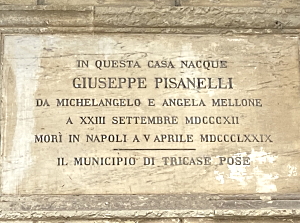 IN QUESTA CASA NACQUE
GIUSEPPE PISANELLI
DA MICHELANGELO E ANGELA MELLONE
A XXIII SETTEMBRE MDCCCXII
MORÌ IN NAPOLI A V APRILE MDCCCLXXIX
IL MUNICIPIO DI TRICASE POSE